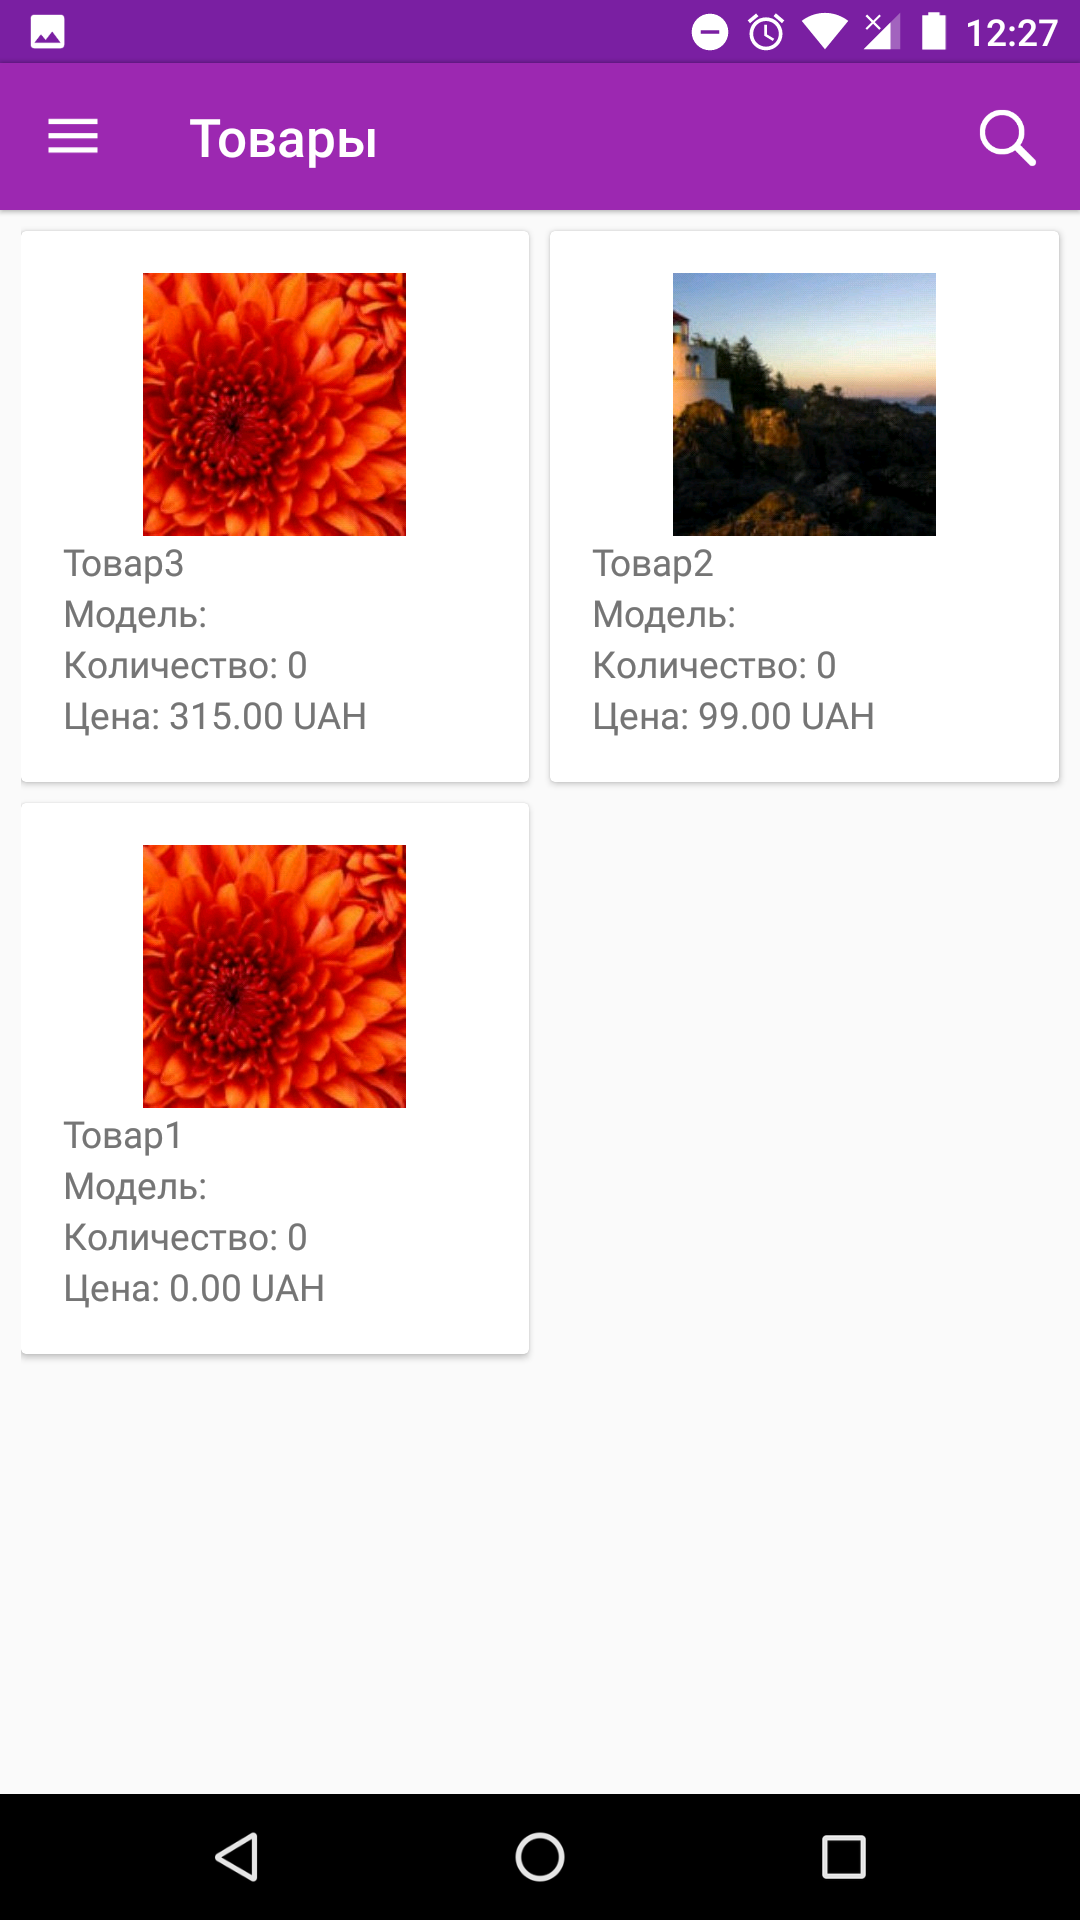 12:27
Товары
Товар3
Модель:
Количество: 0
Цена: 315.00 UAH
Товар2
Модель:
Количество: 0
Цена: 99.00 UAH
Товар1
Модель:
Количество: 0
Цена: 0.00 UAH